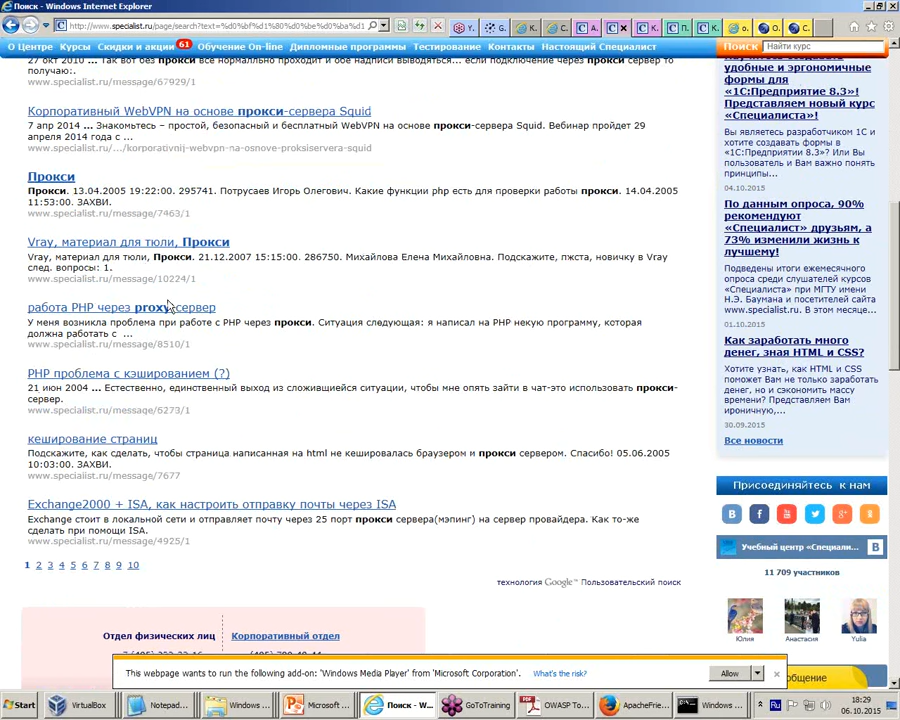 Поиск - Windows Internet Explorer
http://www.specialist.ru/page/search?text=%d0%bf%d1%80%d0%be%d0%ba%d1
О Центре Курсы Скидки и акции 61 Обучение On-line Дипломные программы Тестирование Контакты Настоящий Специалист Поиск Найти курс
получаю:.
www.specialist.ru/message/67929/1
Корпоративный WebVPN на основе прокси-сервера Squid
7 апр 2014 ... Знакомьтесь – простой, безопасный и бесплатный WebVPN на основе прокси-сервера Squid. Вебинар пройдет 29
апреля 2014 года с ...
www.specialist.ru/.../korporativnij-webvpn-na-osnove-proksiservera-squid
Прокси
Прокси. 13.04.2005 19:22:00. 295741. Потрусаев Игорь Олегович. Какие функции php есть для проверки работы прокси. 14.04.2005
11:53:00. ЗАХВИ.
www.specialist.ru/message/7463/1
Vray, материал для тюли, Прокси
Vray, материал для тюли, Прокси. 21.12.2007 15:15:00. 286750. Михайлова Елена Михайловна. Подскажите, пжста, новичку в Vray
след. вопросы: 1.
www.specialist.ru/message/10224/1
работа PHP через proxy-сервер
У меня возникла проблема при работе с PHP через прокси. Ситуация следующая: я написал на PHP некую программу, которая
должна работать с ...
www.specialist.ru/message/8510/1
PHP проблема с кэшированием (?)
21 июн 2004 ... Естественно, единственный выход из сложившейся ситуации, чтобы мне опять зайти в чат-это использовать прокси-
сервер.
www.specialist.ru/message/6273/1
кеширование страниц
Подскажите, как сделать, чтобы страница написанная на html не кешировалась браузером и прокси сервером. Спасибо! 05.06.2005
10:03:00. ЗАХВИ.
www.specialist.ru/message/7677
Exchange2000 + ISA, как настроить отправку почты через ISA
Exchange стоит в локальной сети и отправляет почту через 25 порт прокси сервера(мэпинг) на сервер провайдера. Как то-же
сделать при помощи ISA.
www.specialist.ru/message/4925/1
1 2 3 4 5 6 7 8 9 10
технология Google™ Пользовательский поиск
Отдел физических лиц Корпоративный отдел
удобные и эргономичные
формы для
«1С:Предприятие 8.3»!
Представляем новый курс
«Специалиста»!
Вы являетесь разработчиком 1С и
хотите создавать формы в
«1С:Предприятии 8.3»? Или Вы
пользователь и Вам важно понять
принципы...
04.10.2015
По данным опроса, 90%
рекомендуют
«Специалист» друзьям, а
73% изменили жизнь к
лучшему!
Подведены итоги ежемесячного
опроса среди слушателей курсов
«Специалиста» при МГТУ имени
Н.Э. Баумана и посетителей сайта
www.specialist.ru. В этом месяце...
01.10.2015
Как заработать много
денег, зная HTML и CSS?
Хотите узнать, как HTML и CSS
поможет Вам не только заработать
денег, но и сэкономить массу
времени? Представляем Вам
ироничную,...
30.09.2015
Все новости
Присоединяйтесь к нам
Учебный центр «Специали... B
11 709 участников
Юлия Анастасия Yulia
общение
This webpage wants to run the following add-on: 'Windows Media Player' from 'Microsoft Corporation'. What's the risk? Allow
Start VirtualBox Notepad... Windows ... Microsoft ... Поиск - W... GoToTraining OWASP To... ApacheFrie... Windows ... Ru 18:29
06.10.2015